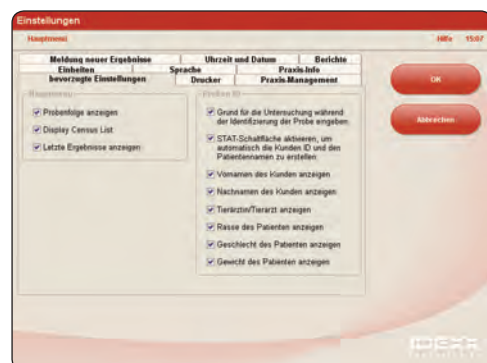 Einstellungen
Hauptmenü Hilfe 15:07
Meldung neuer Ergebnisse Uhrzeit und Datum Berichte
Einheiten Sprache Praxis-Info
bevorzugte Einstellungen Drucker Praxis-Management
Hauptmenü
Probenfolge anzeigen
Display Census List
Letzte Ergebnisse anzeigen
Proben ID
Grund für die Untersuchung während
der Identifizierung der Probe eingeben
STAT-Schaltfläche aktivieren, um
automatisch die Kunden ID und den
Patientennamen zu erstellen
Vornamen des Kunden anzeigen
Nachnamen des Kunden anzeigen
Tierärztin/Tierarzt anzeigen
Rasse des Patienten anzeigen
Geschlecht des Patienten anzeigen
Gewicht des Patienten anzeigen
OK
Abbrechen
IDEXX